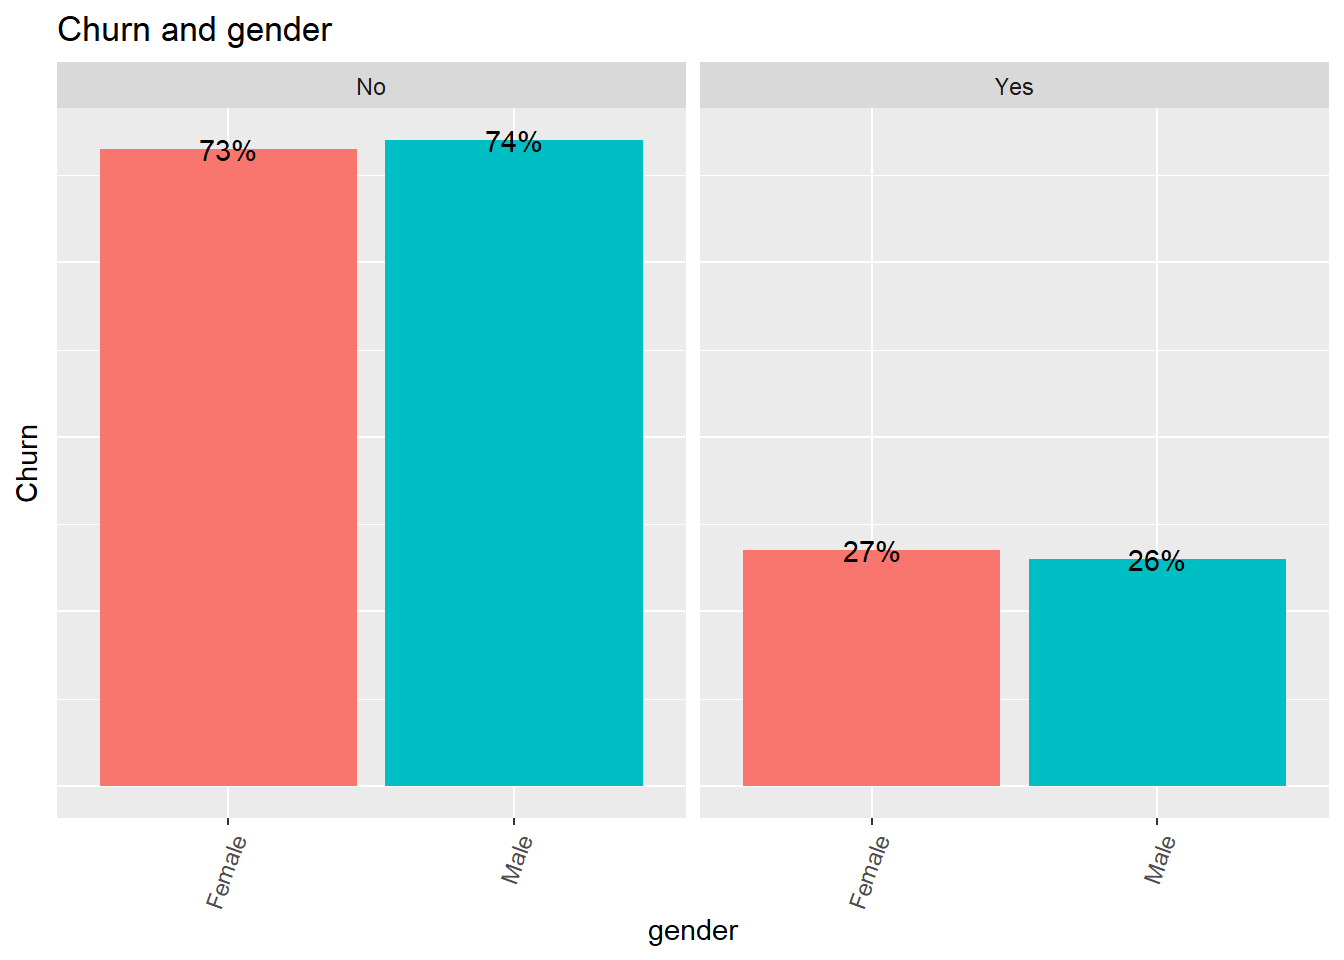 Churn and gender
No
Yes
73%
74%
27%
26%
Churn
Female
Male
Female
Male
gender